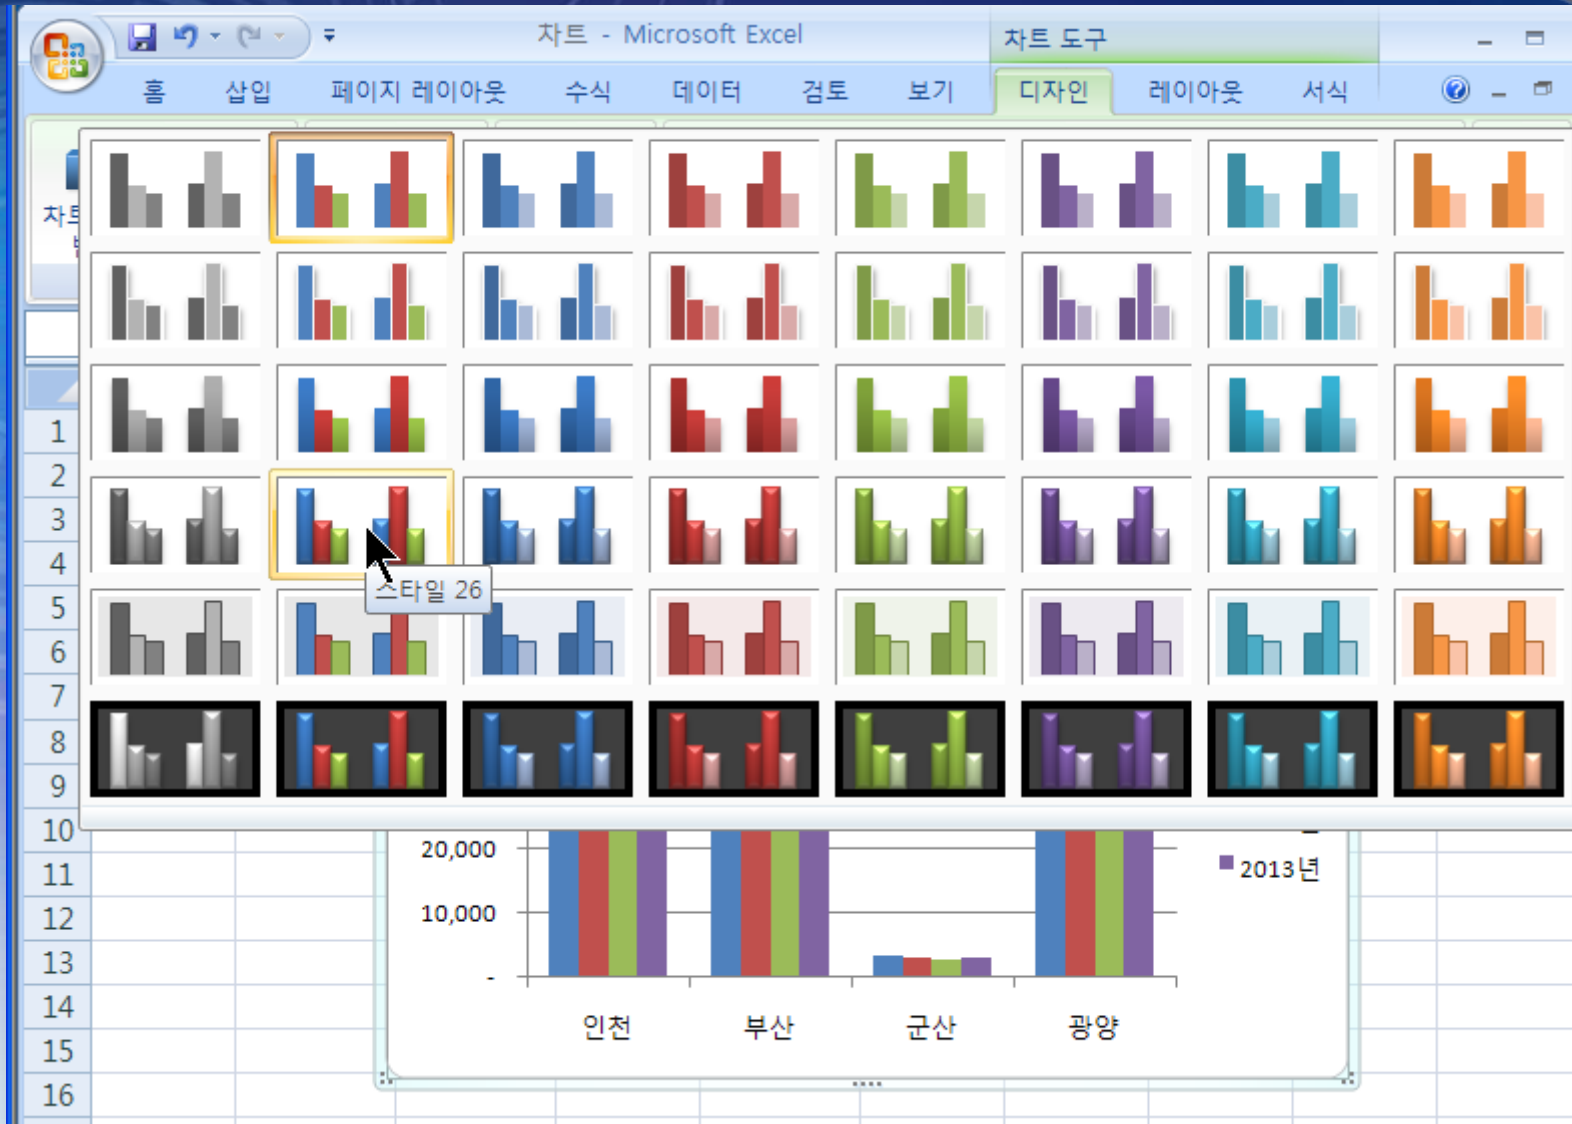 차트 - Microsoft Excel
차트 도구
홈 삽입 페이지 레이아웃 수식 데이터 검토 보기 디자인 레이아웃 서식
차트
스타일 26
1
2
3
4
5
6
7
8
9
10
11
12
13
14
15
16
20,000
10,000
-
2013년
인천 부산 군산 광양